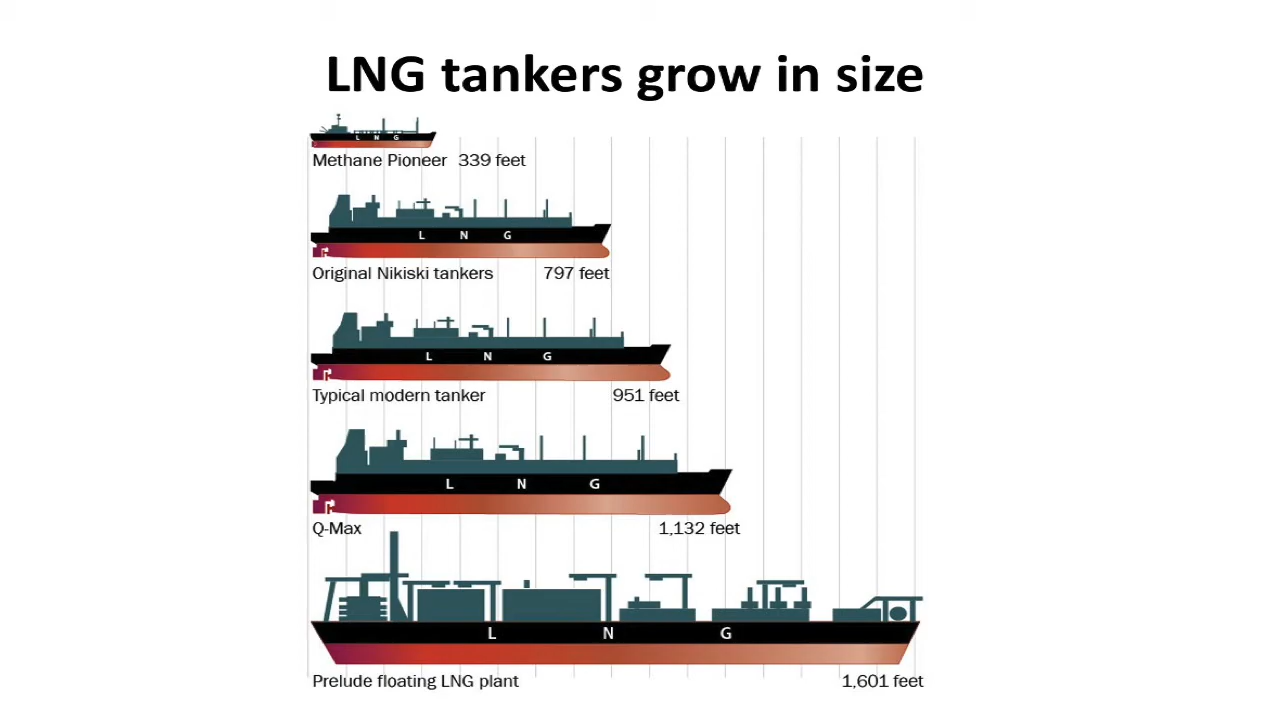 LNG tankers grow in size
L N G
Methane Pioneer 339 feet
L N G
Original Nikiski tankers 797 feet
L N G
Typical modern tanker 951 feet
L N G
Q-Max 1,132 feet
L N G
Prelude floating LNG plant 1,601 feet